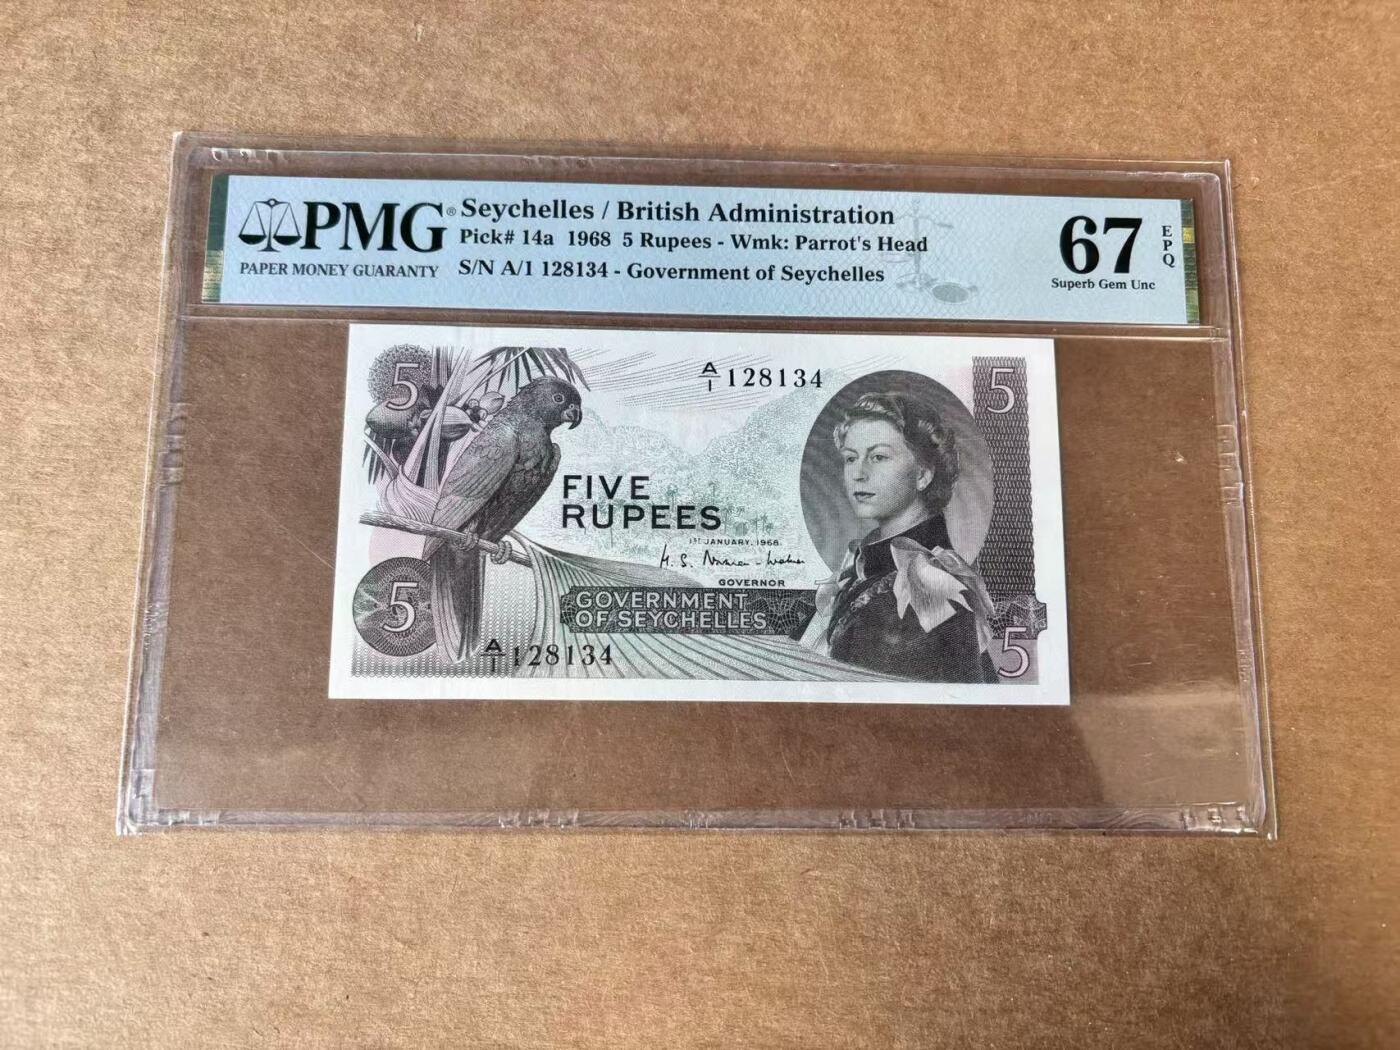 PMG®
PAPER MONEY GUARANTY
Seychelles / British Administration
Pick# 14a 1968 5 Rupees - Wmk: Parrot's Head
S/N A/1 128134 - Government of Seychelles
67
EPQ
Superb Gem Unc
5
A/1 128134
5
FIVE
RUPEES
1ST JANUARY, 1968.
GOVERNOR
5
GOVERNMENT
OF SEYCHELLES
A/1 128134
5